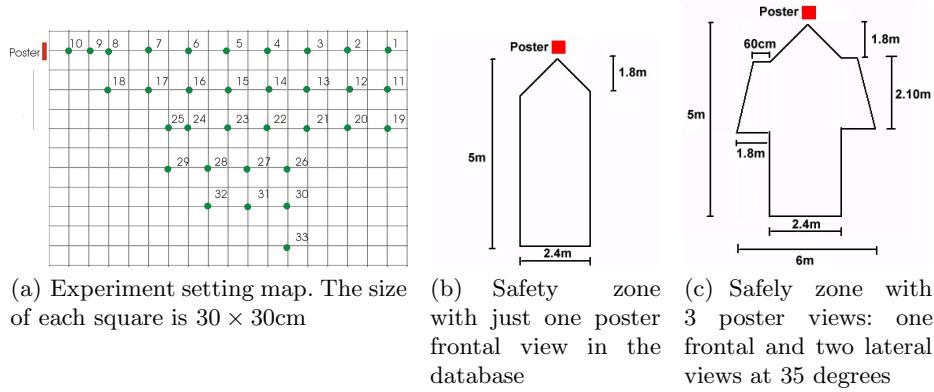 Poster
10 9 8 7 6 5 4 3 2 1
18 17 16 15 14 13 12 11
25 24 23 22 21 20 19
29 28 27 26
32 31 30
33
(a) Experiment setting map. The size
of each square is 30 × 30cm
Poster
1.8m
5m
2.4m
(b) Safety zone
with just one poster
frontal view in the
database
Poster
60cm
1.8m
2.10m
5m
1.8m
2.4m
6m
(c) Safely zone with
3 poster views: one
frontal and two lateral
views at 35 degrees